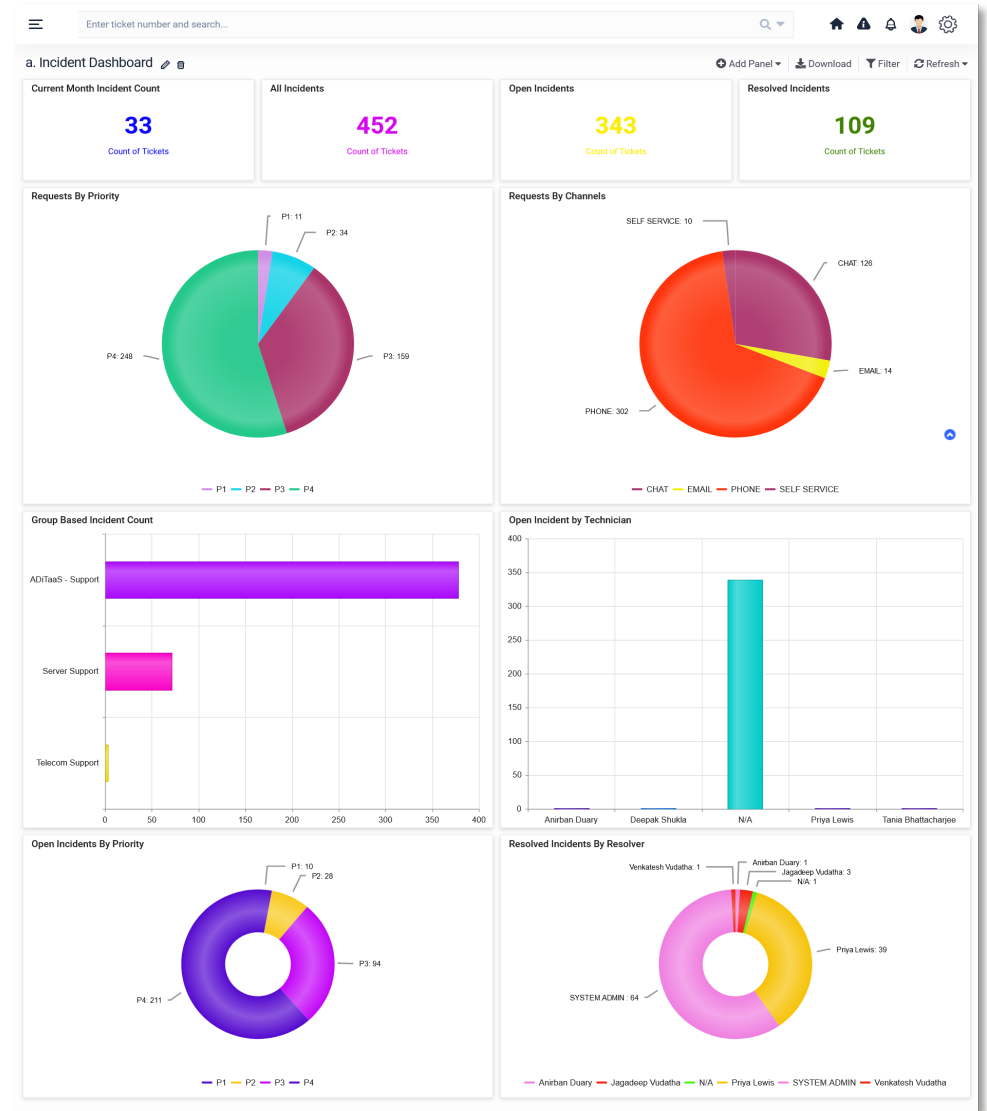 Enter ticket number and search...
a. Incident Dashboard
Add Panel Download Filter Refresh
Current Month Incident Count
33
Count of Tickets
All Incidents
452
Count of Tickets
Open Incidents
343
Count of Tickets
Resolved Incidents
109
Count of Tickets
Requests By Priority
P1: 11
P2: 34
P4: 248
P3: 159
P1 P2 P3 P4
Requests By Channels
SELF SERVICE: 10
CHAT: 126
EMAIL: 14
PHONE: 302
CHAT EMAIL PHONE SELF SERVICE
Group Based Incident Count
ADiTaaS - Support
Server Support
Telecom Support
0 50 100 150 200 250 300 350 400
Open Incident by Technician
400
350
300
250
200
150
100
50
0
Anirban Duary Deepak Shukla N/A Priya Lewis Tania Bhattacharjee
Open Incidents By Priority
P1: 10
P2: 28
P3: 94
P4: 211
P1 P2 P3 P4
Resolved Incidents By Resolver
Venkatesh Vudatha: 1
Anirban Duary: 1
Jagadeep Vudatha: 3
N/A: 1
Priya Lewis: 39
SYSTEM.ADMIN : 64
Anirban Duary Jagadeep Vudatha N/A Priya Lewis SYSTEM.ADMIN Venkatesh Vudatha